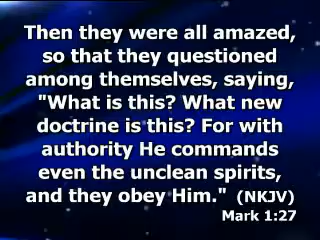 Then they were all amazed,
so that they questioned
among themselves, saying,
"What is this? What new
doctrine is this? For with
authority He commands
even the unclean spirits,
and they obey Him." (NKJV)
Mark 1:27